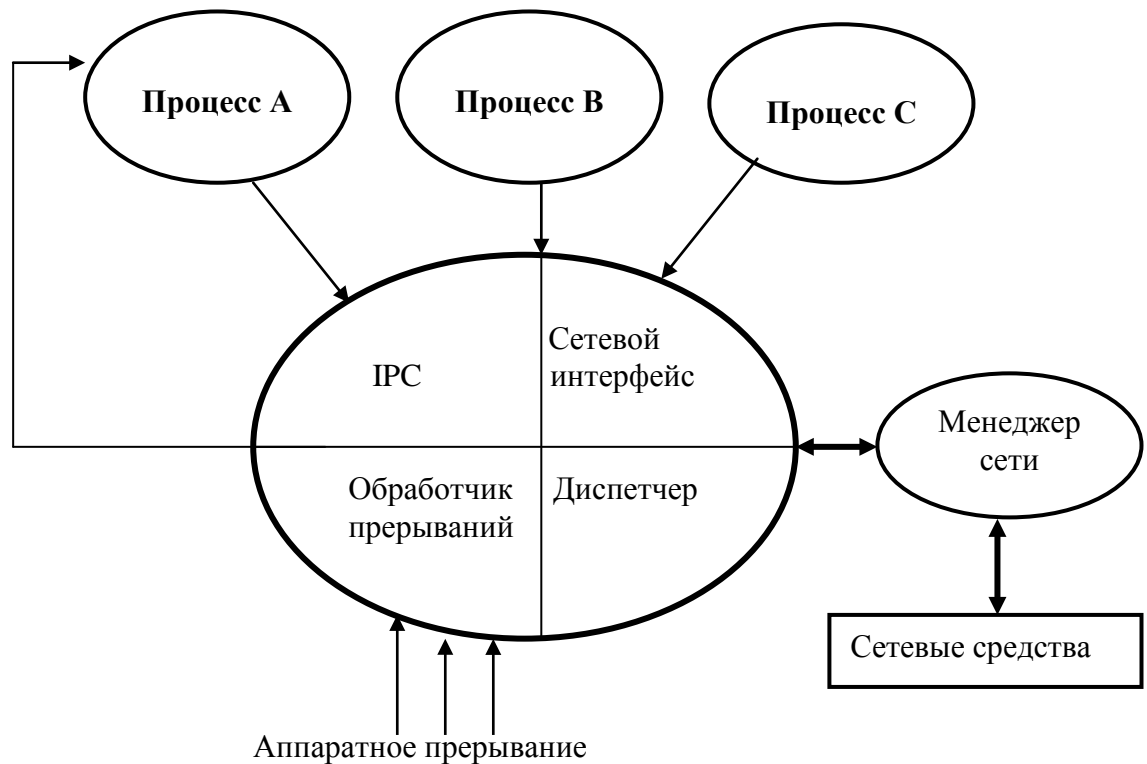 Процесс A
Процесс B
Процесс C
IPC
Сетевой
интерфейс
Менеджер
сети
Обработчик
прерываний
Диспетчер
Сетевые средства
Аппаратное прерывание